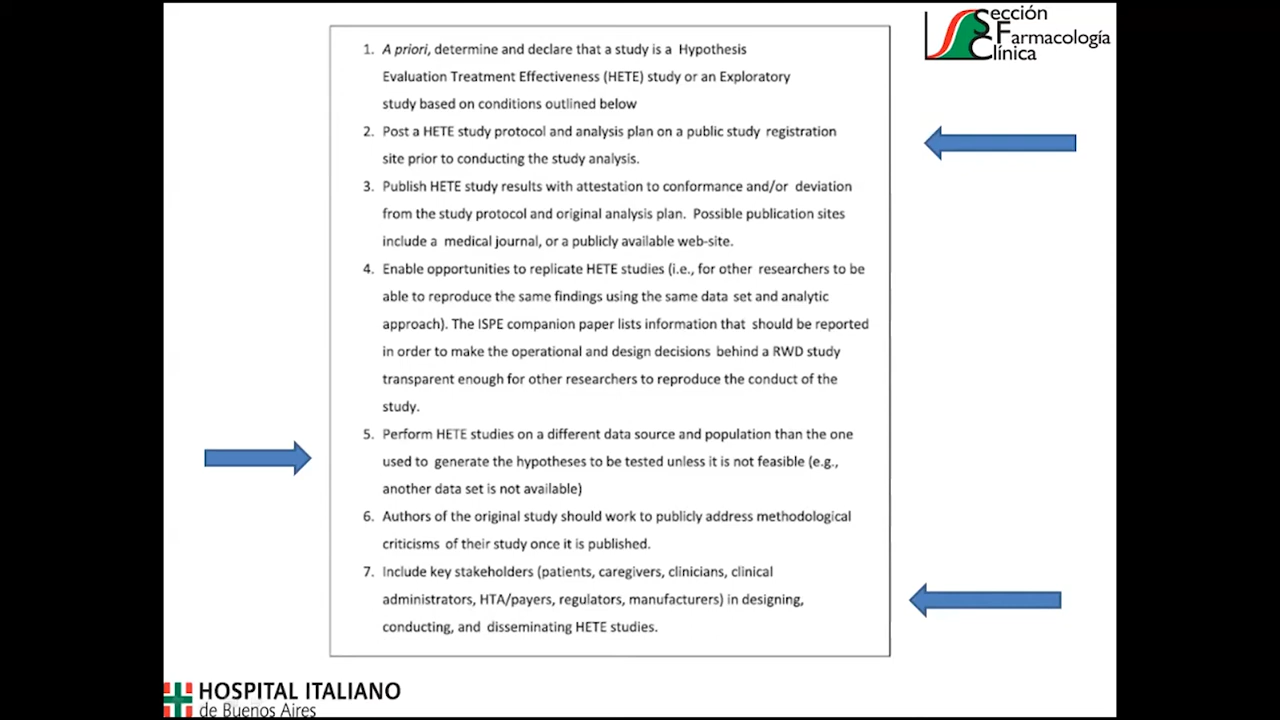 Sección
Farmacología
Clínica
1. A priori, determine and declare that a study is a Hypothesis
Evaluation Treatment Effectiveness (HETE) study or an Exploratory
study based on conditions outlined below
2. Post a HETE study protocol and analysis plan on a public study registration
site prior to conducting the study analysis.
3. Publish HETE study results with attestation to conformance and/or deviation
from the study protocol and original analysis plan. Possible publication sites
include a medical journal, or a publicly available web-site.
4. Enable opportunities to replicate HETE studies (i.e., for other researchers to be
able to reproduce the same findings using the same data set and analytic
approach). The ISPE companion paper lists information that should be reported
in order to make the operational and design decisions behind a RWD study
transparent enough for other researchers to reproduce the conduct of the
study.
5. Perform HETE studies on a different data source and population than the one
used to generate the hypotheses to be tested unless it is not feasible (e.g.,
another data set is not available)
6. Authors of the original study should work to publicly address methodological
criticisms of their study once it is published.
7. Include key stakeholders (patients, caregivers, clinicians, clinical
administrators, HTA/payers, regulators, manufacturers) in designing,
conducting, and disseminating HETE studies.
HOSPITAL ITALIANO
de Buenos Aires